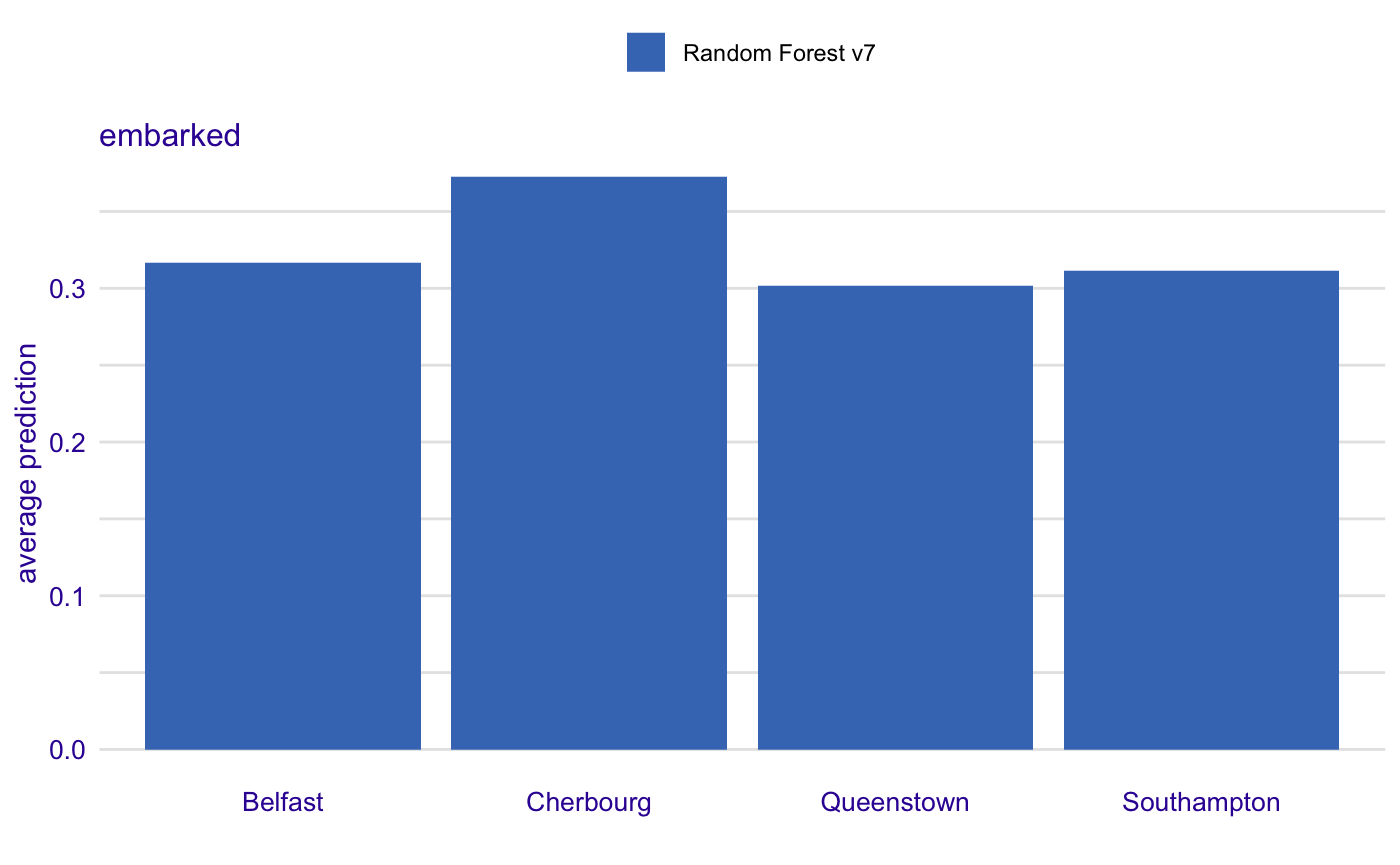 Random Forest v7
embarked
average prediction
0.3
0.2
0.1
0.0
Belfast
Cherbourg
Queenstown
Southampton